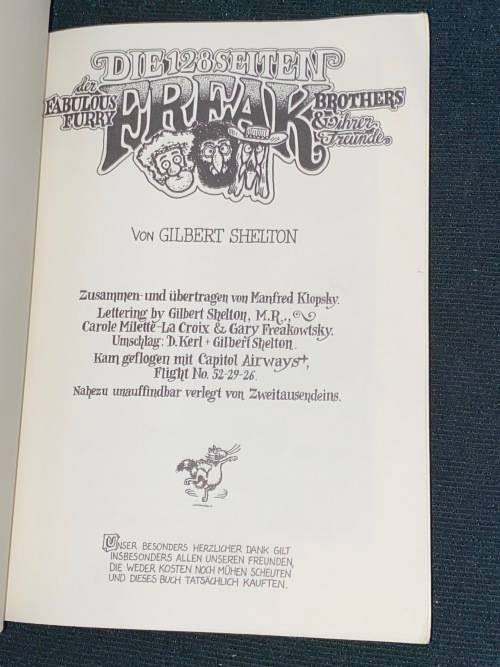 DIE 128 SEITEN
der
FABULOUS FURRY
FREAK
BROTHERS
& ihrer
Freunde.
VON GILBERT SHELTON
Zusammen- und übertragen von Manfred Klopsky.
Lettering by Gilbert Shelton, M.R.,
Carole Milette-La Croix & Gary Freakowtsky.
Umschlag: D. Kerl + Gilbert Shelton.
Kam geflogen mit Capitol Airways,
Flight No. 52-29-26.
Nahezu unauffindbar verlegt von Zweitausendeins.
UNSER BESONDERS HERZLICHER DANK GILT
INSBESONDERS ALLEN UNSEREN FREUNDEN,
DIE WEDER KOSTEN NOCH MÜHEN SCHEUTEN
UND DIESES BUCH TATSÄCHLICH KAUFTEN.